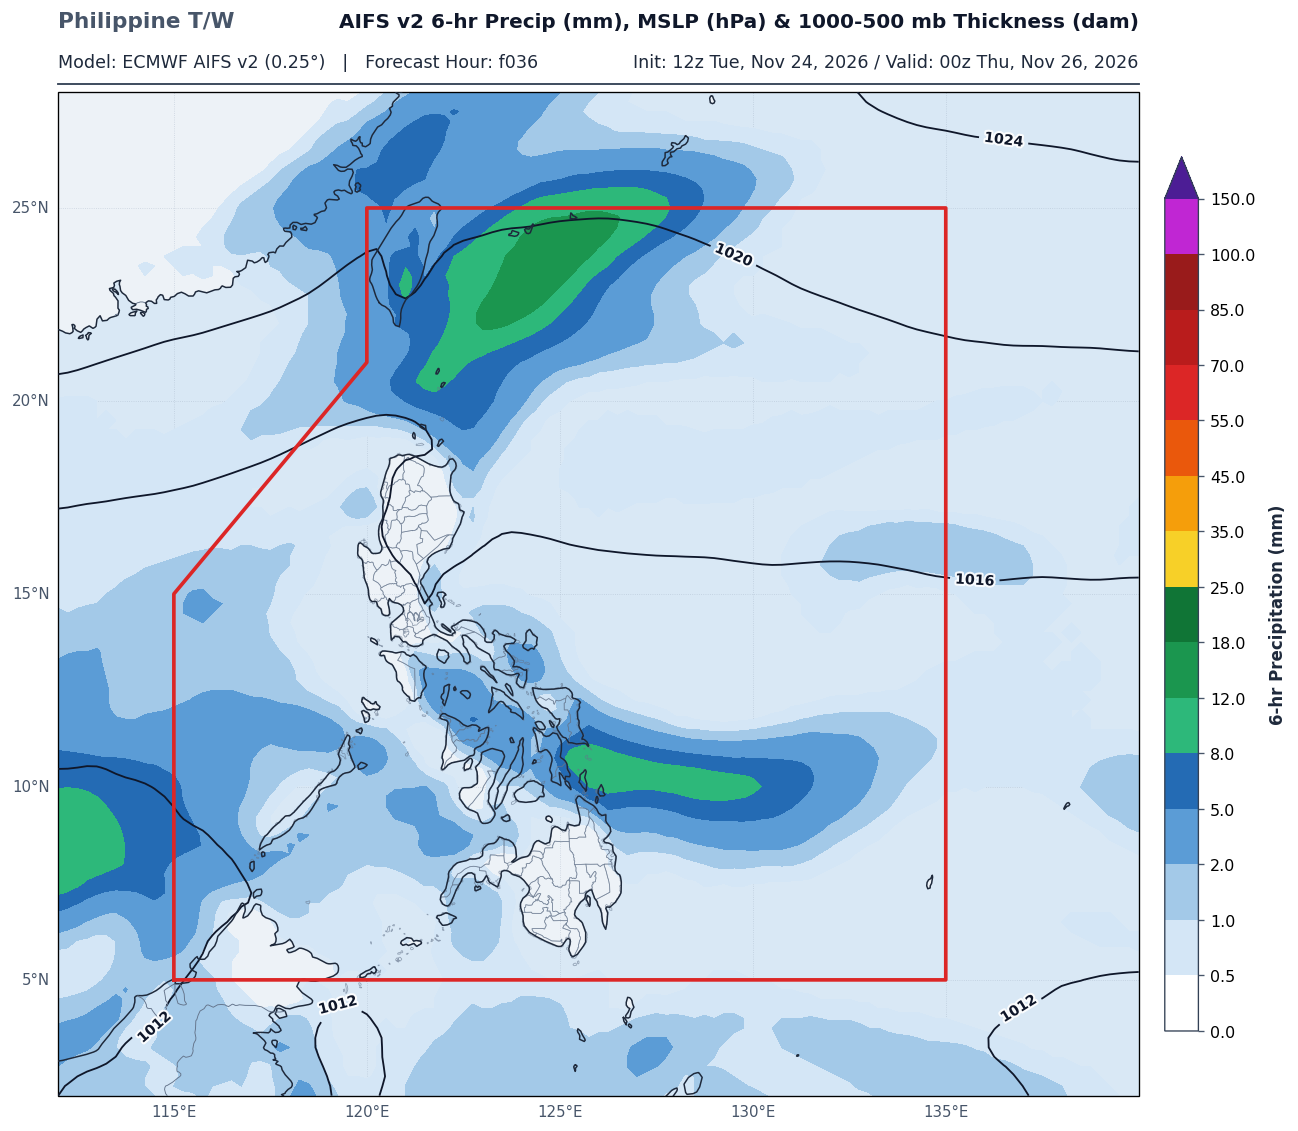 Philippine T/W
AIFS v2 6-hr Precip (mm), MSLP (hPa) & 1000-500 mb Thickness (dam)
Model: ECMWF AIFS v2 (0.25°) | Forecast Hour: f036
Init: 12z Tue, Nov 24, 2026 / Valid: 00z Thu, Nov 26, 2026
1024
1020
1016
1012
1012
1012
25°N
20°N
15°N
10°N
5°N
115°E
120°E
125°E
130°E
135°E
150.0
100.0
85.0
70.0
55.0
45.0
35.0
25.0
18.0
12.0
8.0
5.0
2.0
1.0
0.5
0.0
6-hr Precipitation (mm)